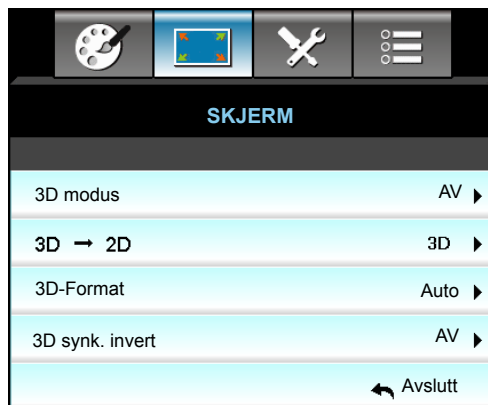 SKJERM
3D modus AV
3D → 2D 3D
3D-Format Auto
3D synk. invert AV
Avslutt